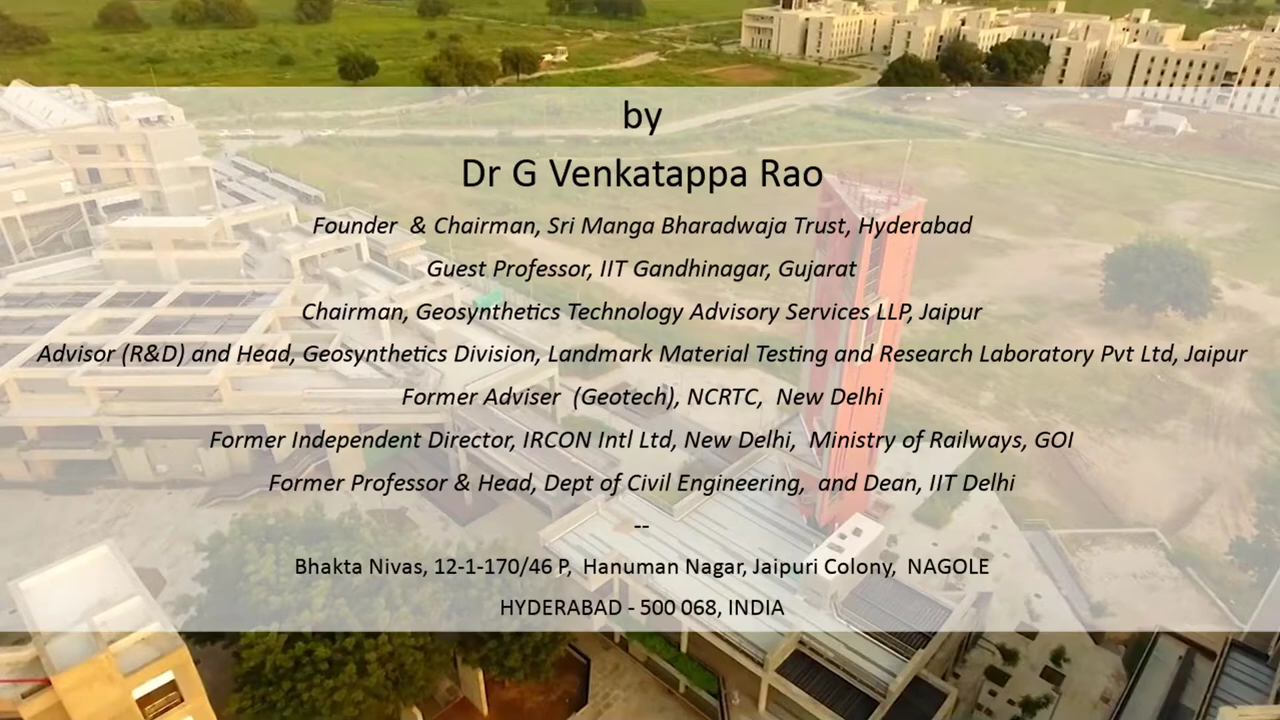 by
Dr G Venkatappa Rao
Founder & Chairman, Sri Manga Bharadwaja Trust, Hyderabad
Guest Professor, IIT Gandhinagar, Gujarat
Chairman, Geosynthetics Technology Advisory Services LLP, Jaipur
Advisor (R&D) and Head, Geosynthetics Division, Landmark Material Testing and Research Laboratory Pvt Ltd, Jaipur
Former Adviser (Geotech), NCRTC, New Delhi
Former Independent Director, IRCON Intl Ltd, New Delhi, Ministry of Railways, GOI
Former Professor & Head, Dept of Civil Engineering, and Dean, IIT Delhi
--
Bhakta Nivas, 12-1-170/46 P, Hanuman Nagar, Jaipuri Colony, NAGOLE
HYDERABAD - 500 068, INDIA